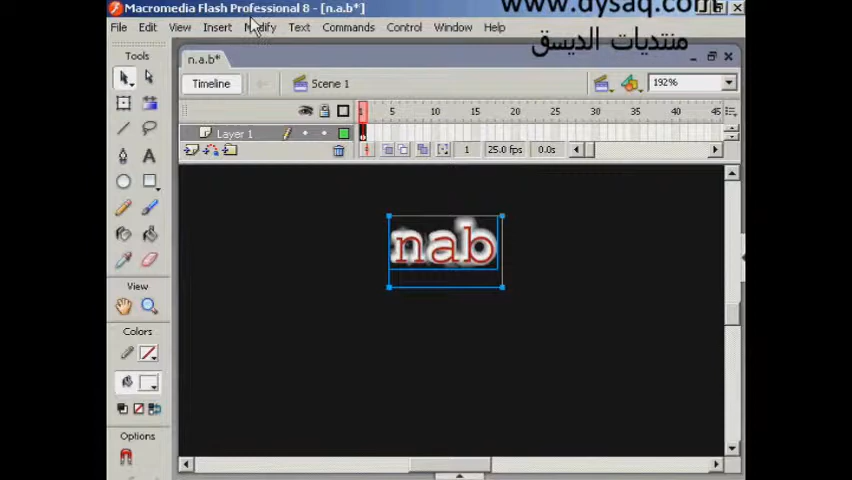 Macromedia Flash Professional 8 - [n.a.b*]
www.dysaq.com
File Edit View Insert Modify Text Commands Control Window Help
منتديات الديسق
Tools
n.a.b*
Timeline
Scene 1
192%
1 5 10 15 20 25 30 35 40 45
Layer 1
1 25.0 fps 0.0s
nab
View
Colors
Options